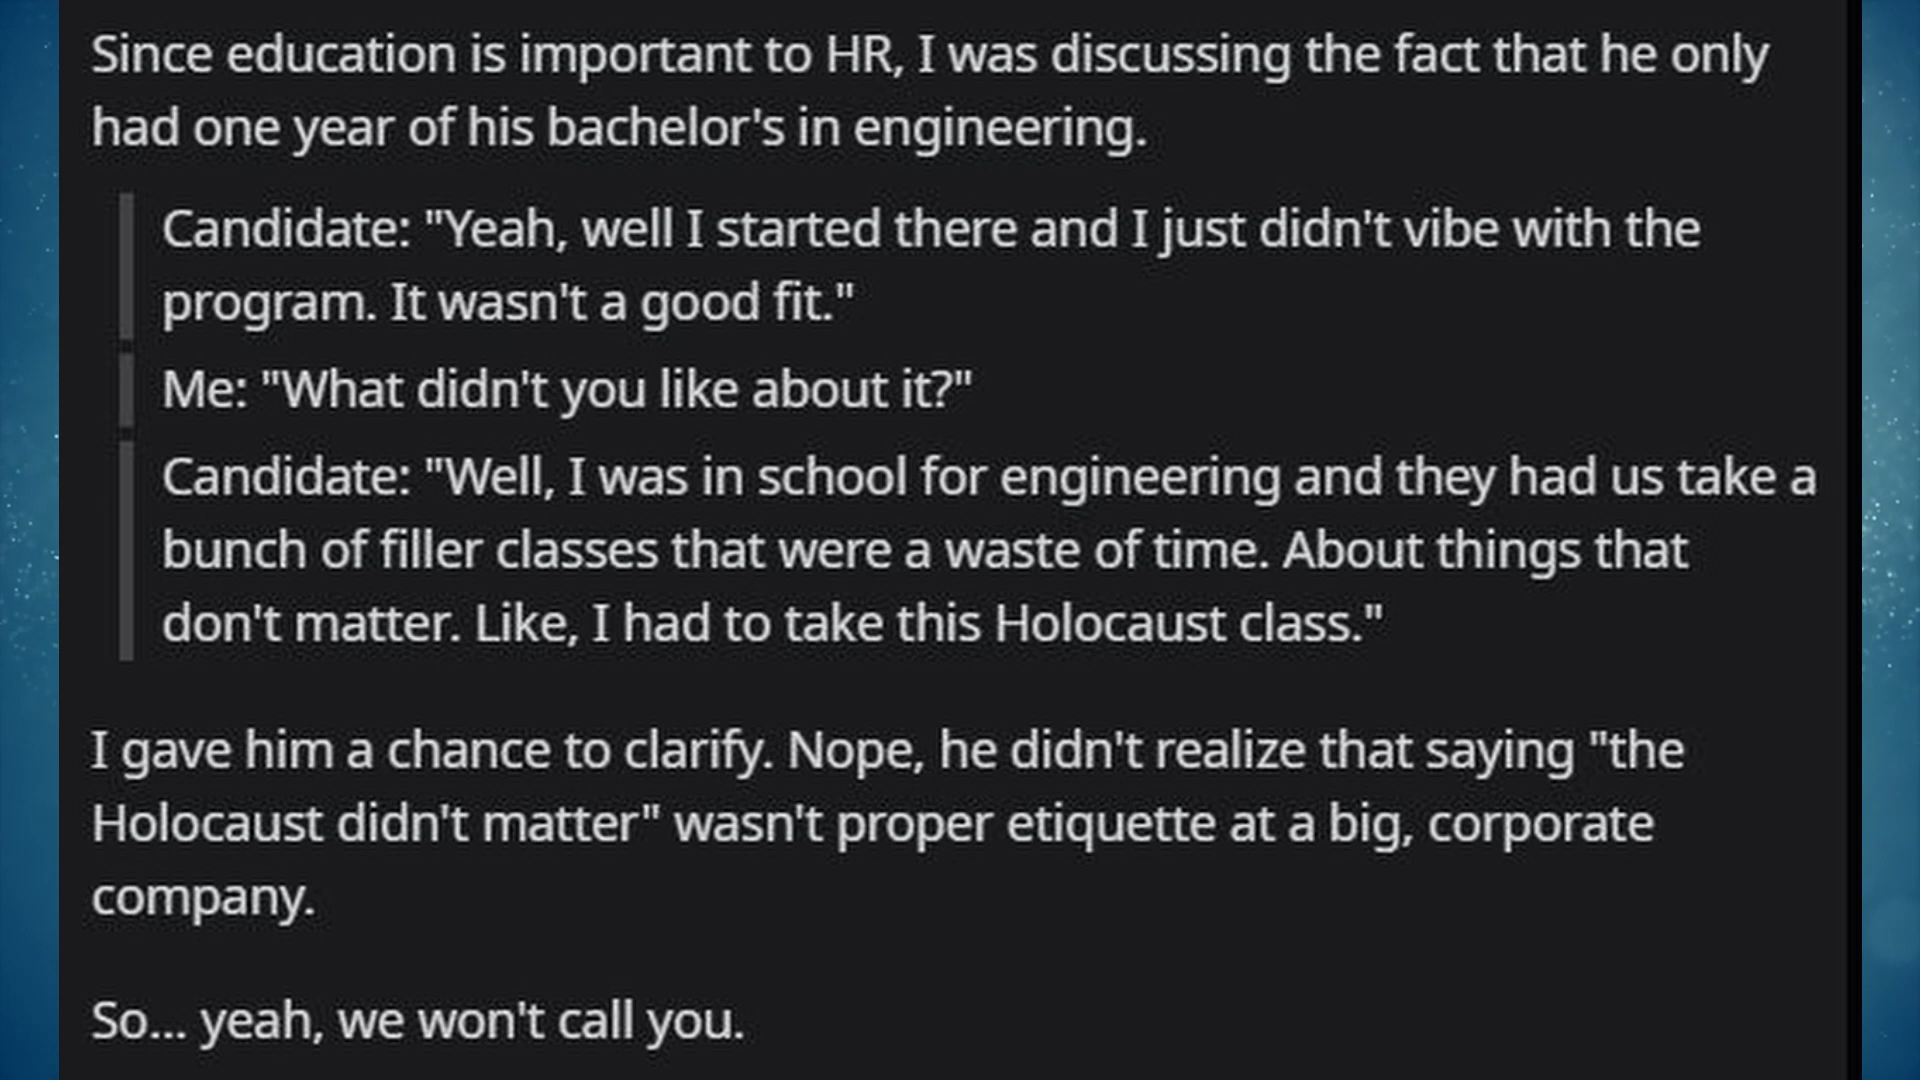 Since education is important to HR, I was discussing the fact that he only
had one year of his bachelor's in engineering.
Candidate: "Yeah, well I started there and I just didn't vibe with the
program. It wasn't a good fit."
Me: "What didn't you like about it?"
Candidate: "Well, I was in school for engineering and they had us take a
bunch of filler classes that were a waste of time. About things that
don't matter. Like, I had to take this Holocaust class."
I gave him a chance to clarify. Nope, he didn't realize that saying "the
Holocaust didn't matter" wasn't proper etiquette at a big, corporate
company.
So... yeah, we won't call you.